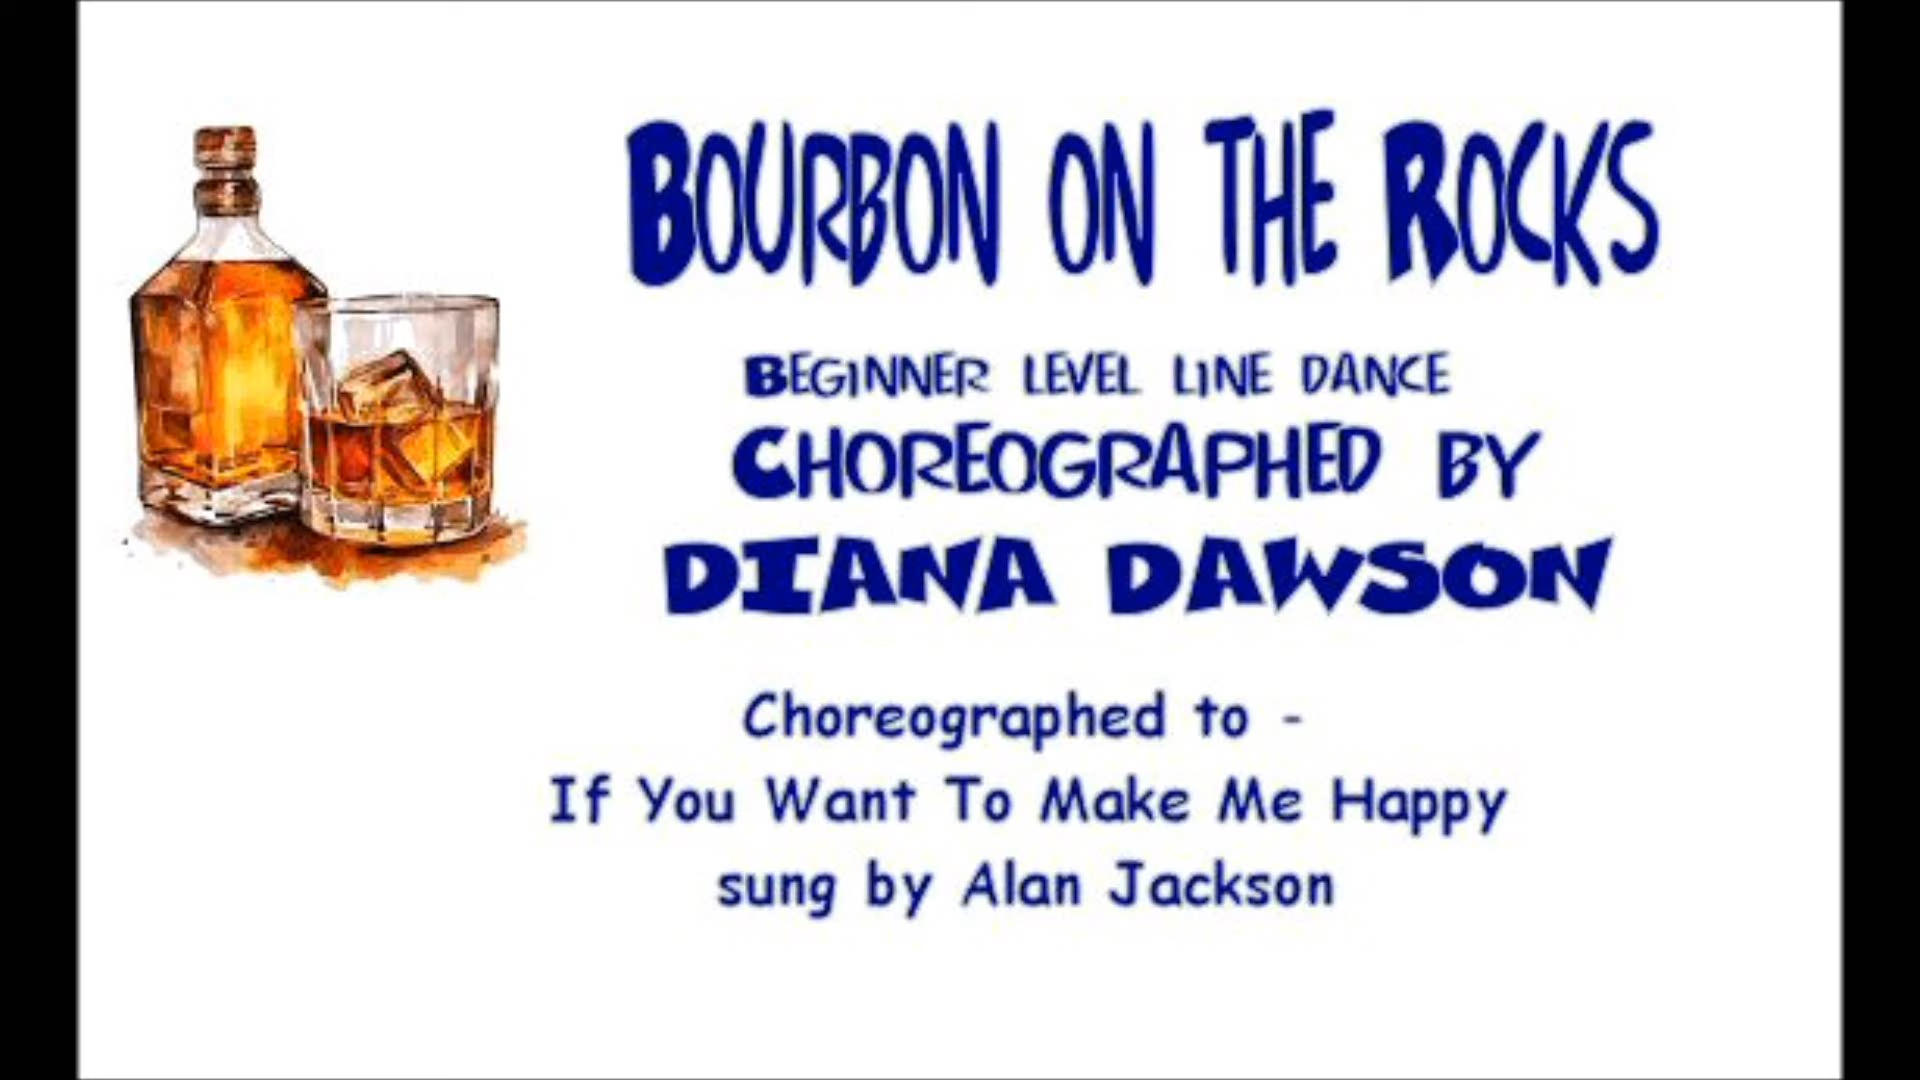 Bourbon on the Rocks
Beginner level line dance
Choreographed by
Diana Dawson
Choreographed to -
If You Want To Make Me Happy
sung by Alan Jackson